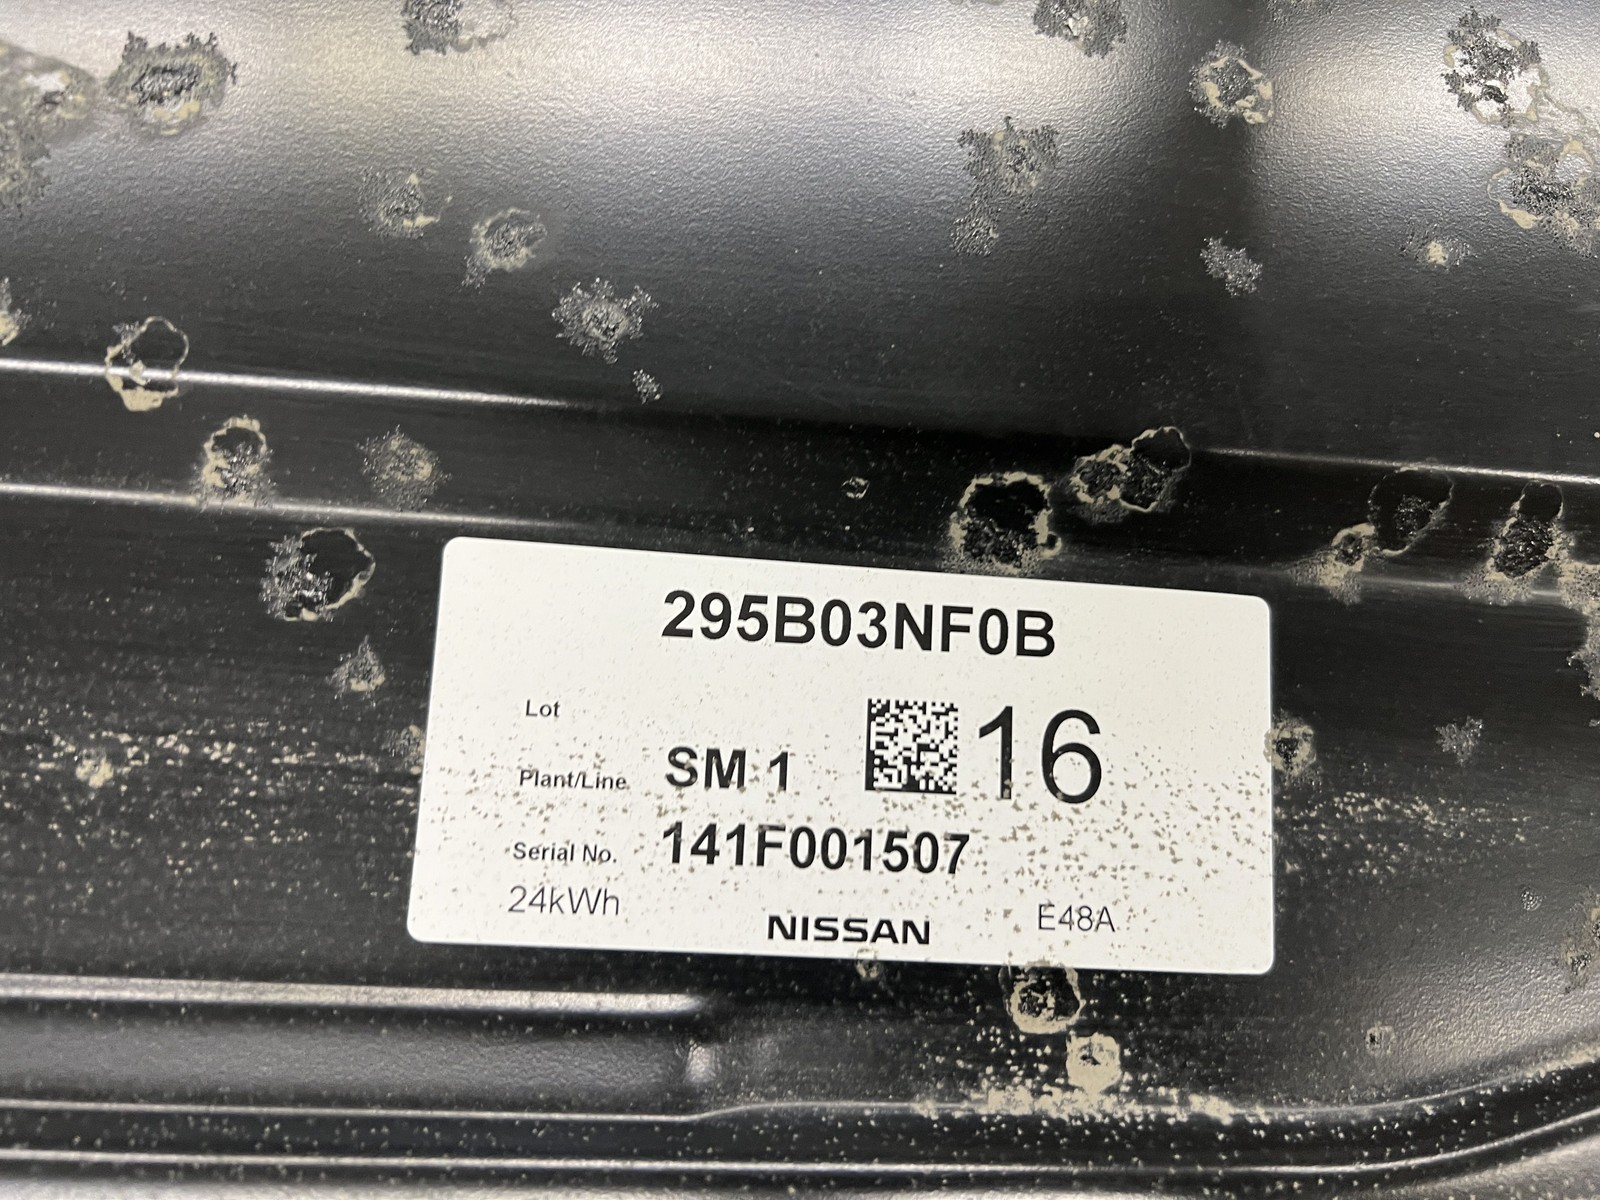 295B03NF0B
Lot
16
Plant/Line SM 1
Serial No. 141F001507
24kWh
NISSAN
E48A